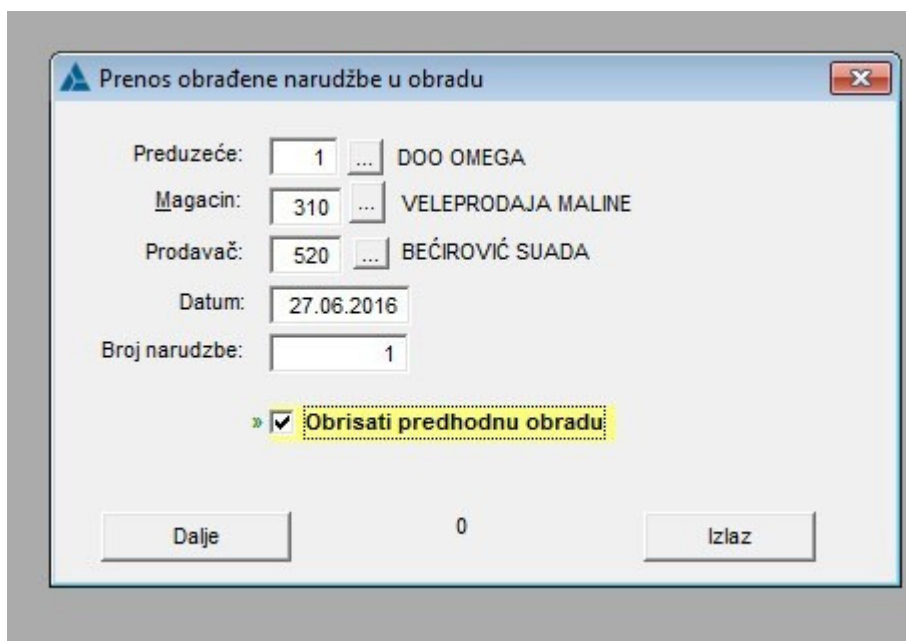 Prenos obrađene narudžbe u obradu
Preduzeće: 1 ... DOO OMEGA
Magacin: 310 ... VELEPRODAJA MALINE
Prodavač: 520 ... BEĆIROVIĆ SUADA
Datum: 27.06.2016
Broj narudzbe: 1
» Obrisati predhodnu obradu
Dalje 0 Izlaz